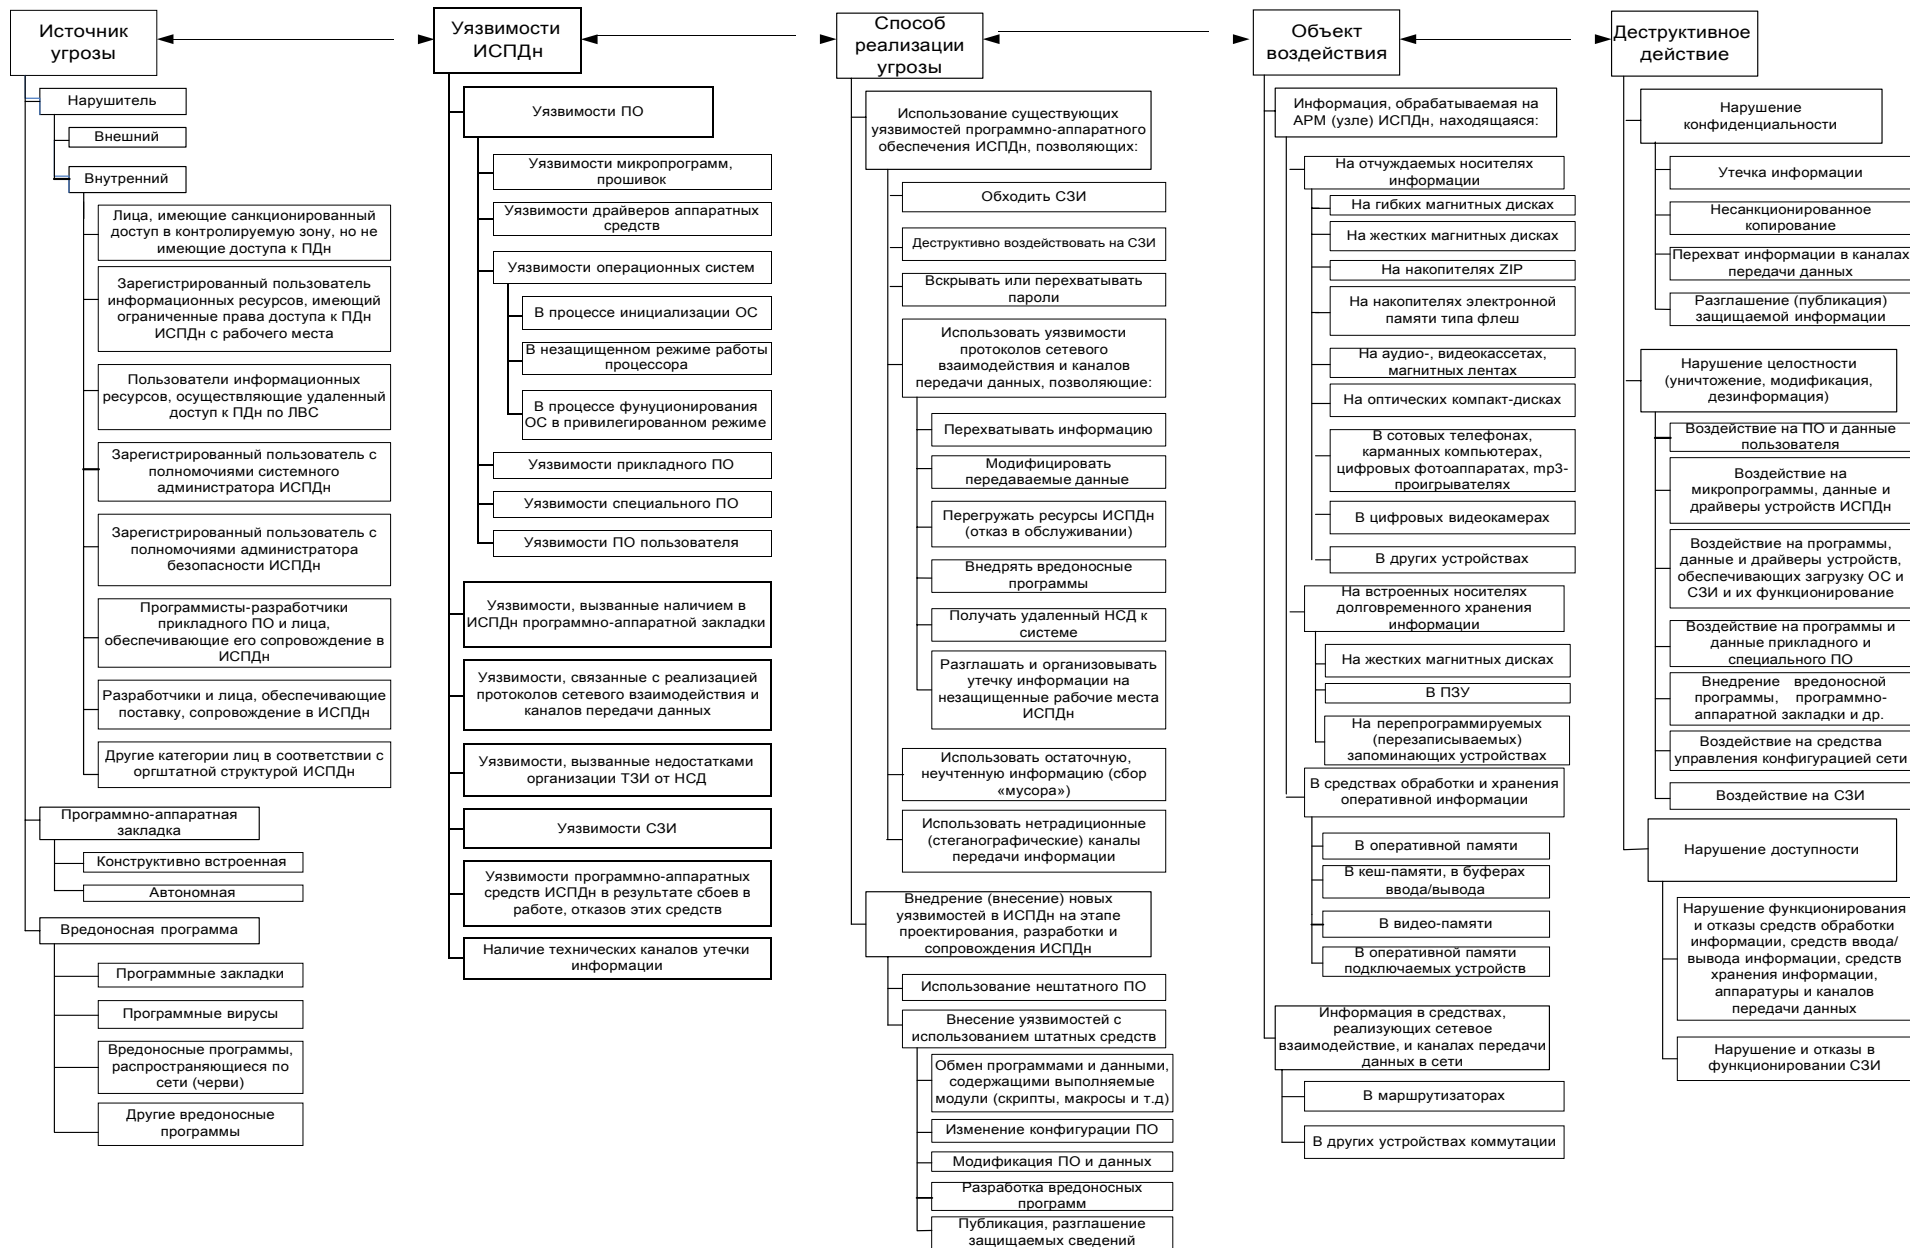 Источник
угрозы
Нарушитель
Внешний
Внутренний
Лица, имеющие санкционированный
доступ в контролируемую зону, но не
имеющие доступа к ПДн
Зарегистрированный пользователь
информационных ресурсов, имеющий
ограниченные права доступа к ПДн
ИСПДн с рабочего места
Пользователи информационных
ресурсов, осуществляющие удаленный
доступ к ПДн по ЛВС
Зарегистрированный пользователь с
полномочиями системного
администратора ИСПДн
Зарегистрированный пользователь с
полномочиями администратора
безопасности ИСПДн
Программисты-разработчики
прикладного ПО и лица,
обеспечивающие его сопровождение в
ИСПДн
Разработчики и лица, обеспечивающие
поставку, сопровождение в ИСПДн
Другие категории лиц в соответствии с
оргштатной структурой ИСПДн
Программно-аппаратная
закладка
Конструктивно встроенная
Автономная
Вредоносная программа
Программные закладки
Программные вирусы
Вредоносные программы,
распространяющиеся по
сети (черви)
Другие вредоносные
программы
Уязвимости
ИСПДн
Уязвимости ПО
Уязвимости микропрограмм,
прошивок
Уязвимости драйверов аппаратных
средств
Уязвимости операционных систем
В процессе инициализации ОС
В незащищенном режиме работы
процессора
В процессе фунуционирования
ОС в привилегированном режиме
Уязвимости прикладного ПО
Уязвимости специального ПО
Уязвимости ПО пользователя
Уязвимости, вызванные наличием в
ИСПДн программно-аппаратной закладки
Уязвимости, связанные с реализацией
протоколов сетевого взаимодействия и
каналов передачи данных
Уязвимости, вызванные недостатками
организации ТЗИ от НСД
Уязвимости СЗИ
Уязвимости программно-аппаратных
средств ИСПДн в результате сбоев в
работе, отказов этих средств
Наличие технических каналов утечки
информации
Способ
реализации
угрозы
Использование существующих
уязвимостей программно-аппаратного
обеспечения ИСПДн, позволяющих:
Обходить СЗИ
Деструктивно воздействовать на СЗИ
Вскрывать или перехватывать
пароли
Использовать уязвимости
протоколов сетевого
взаимодействия и каналов
передачи данных, позволяющие:
Перехватывать информацию
Модифицировать
передаваемые данные
Перегружать ресурсы ИСПДн
(отказ в обслуживании)
Внедрять вредоносные
программы
Получать удаленный НСД к
системе
Разглашать и организовывать
утечку информации на
незащищенные рабочие места
ИСПДн
Использовать остаточную,
неучтенную информацию (сбор
«мусора»)
Использовать нетрадиционные
(стеганографические) каналы
передачи информации
Внедрение (внесение) новых
уязвимостей в ИСПДн на этапе
проектирования, разработки и
сопровождения ИСПДн
Использование нештатного ПО
Внесение уязвимостей с
использованием штатных средств
Обмен программами и данными,
содержащими выполняемые
модули (скрипты, макросы и т.д)
Изменение конфигурации ПО
Модификация ПО и данных
Разработка вредоносных
программ
Публикация, разглашение
защищаемых сведений
Объект
воздействия
Информация, обрабатываемая на
АРМ (узле) ИСПДн, находящаяся:
На отчуждаемых носителях
информации
На гибких магнитных дисках
На жестких магнитных дисках
На накопителях ZIP
На накопителях электронной
памяти типа флеш
На аудио-, видеокассетах,
магнитных лентах
На оптических компакт-дисках
В сотовых телефонах,
карманных компьютерах,
цифровых фотоаппаратах, mp3-
проигрывателях
В цифровых видеокамерах
В других устройствах
На встроенных носителях
долговременного хранения
информации
На жестких магнитных дисках
В ПЗУ
На перепрограммируемых
(перезаписываемых)
запоминающих устройствах
В средствах обработки и хранения
оперативной информации
В оперативной памяти
В кеш-памяти, в буферах
ввода/вывода
В видео-памяти
В оперативной памяти
подключаемых устройств
Информация в средствах,
реализующих сетевое
взаимодействие, и каналах передачи
данных в сети
В маршрутизаторах
В других устройствах коммутации
Деструктивное
действие
Нарушение
конфиденциальности
Утечка информации
Несанкционированное
копирование
Перехват информации в каналах
передачи данных
Разглашение (публикация)
защищаемой информации
Нарушение целостности
(уничтожение, модификация,
дезинформация)
Воздействие на ПО и данные
пользователя
Воздействие на
микропрограммы, данные и
драйверы устройств ИСПДн
Воздействие на программы,
данные и драйверы устройств,
обеспечивающих загрузку ОС и
СЗИ и их функционирование
Воздействие на программы и
данные прикладного и
специального ПО
Внедрение вредоносной
программы, программно-
аппаратной закладки и др.
Воздействие на средства
управления конфигурацией сети
Воздействие на СЗИ
Нарушение доступности
Нарушение функционирования
и отказы средств обработки
информации, средств ввода/
вывода информации, средств
хранения информации,
аппаратуры и каналов
передачи данных
Нарушение и отказы в
функционировании СЗИ